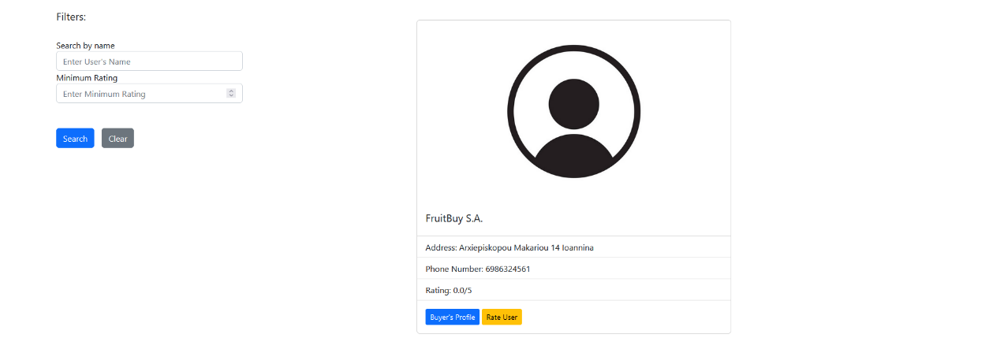 Filters:
Search by name
Enter User's Name
Minimum Rating
Enter Minimum Rating
Search Clear
FruitBuy S.A.
Address: Arxiepiskopou Makariou 14 Ioannina
Phone Number: 6986324561
Rating: 0.0/5
Buyer's Profile Rate User